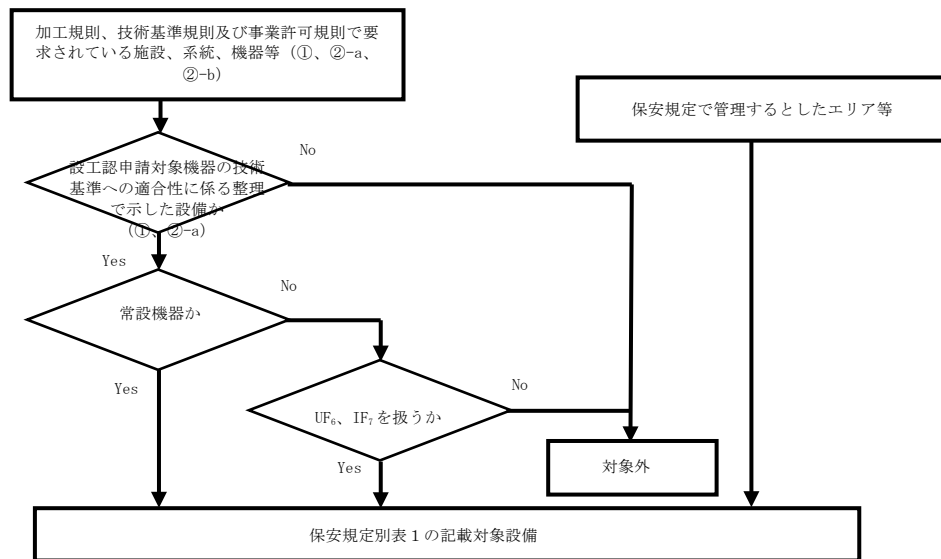 加工規則、技術基準規則及び事業許可規則で要
求されている施設、系統、機器等（①、②-a、
②-b）
保安規定で管理するとしたエリア等
No
設工認申請対象機器の技術
基準への適合性に係る整理
で示した設備か
（①、②-a）
Yes
No
常設機器か
Yes
No
UF₆、IF₇を扱うか
Yes
対象外
保安規定別表１の記載対象設備